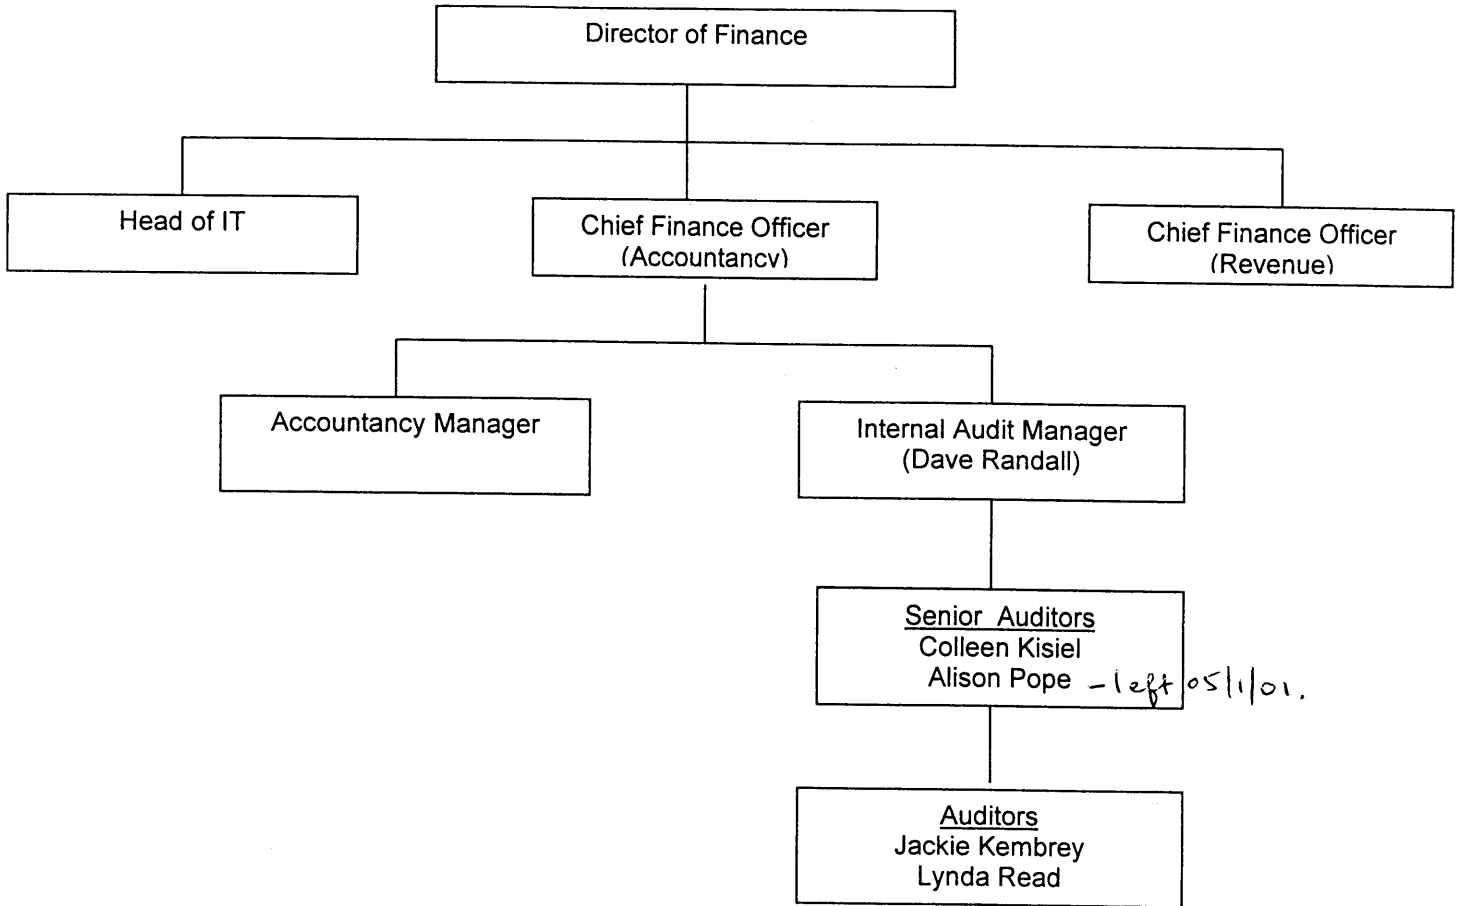 Director of Finance
Head of IT
Chief Finance Officer
(Accountancy)
Chief Finance Officer
(Revenue)
Accountancy Manager
Internal Audit Manager
(Dave Randall)
Senior Auditors
Colleen Kisiel
Alison Pope - left 05/1/01.
Auditors
Jackie Kembrey
Lynda Read